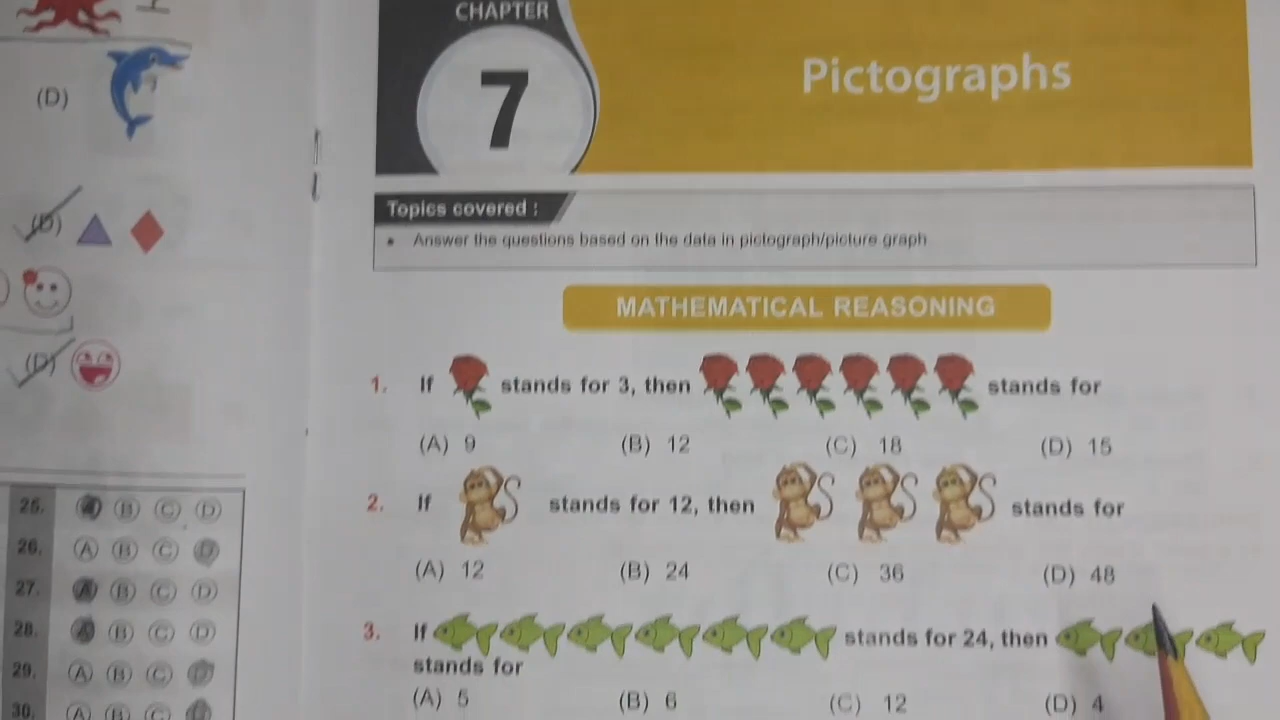 CHAPTER
7
Pictographs
Topics covered :
• Answer the questions based on the data in pictograph/picture graph
MATHEMATICAL REASONING
1. If stands for 3, then stands for
(A) 9 (B) 12 (C) 18 (D) 15
2. If stands for 12, then stands for
(A) 12 (B) 24 (C) 36 (D) 48
3. If stands for 24, then
stands for
(A) 5 (B) 6 (C) 12 (D) 4
(D)
(D)
(D)
25. A B C D
26. A B C D
27. A B C D
28. A B C D
29. A B C D
30. A B C